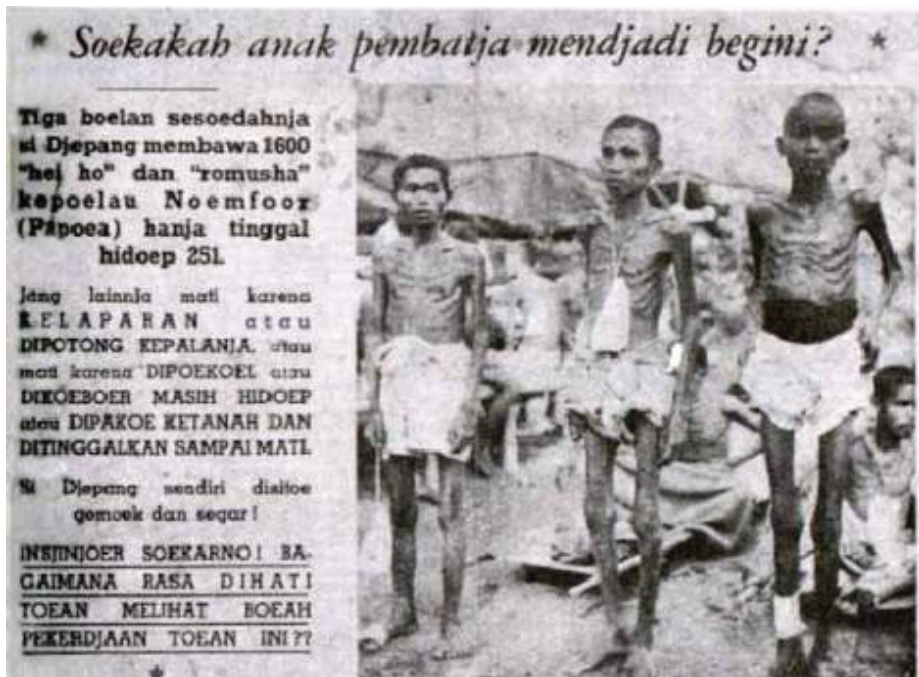 Soekakah anak pembatja mendjadi begini?
Tiga boelan sesoedahnja
si Djepang membawa 1600
"hej ho" dan "romusha"
kepoelau Noemfoor
(Papoea) hanja tinggal
hidoep 251.
Jang lainnja mati karena
KELAPARAN atau
DIPOTONG KEPALANJA, atau
mati karena DIPOEKOEL atau
DIKOEBOER MASIH HIDOEP
atau DIPAKOE KETANAH DAN
DITINGGALKAN SAMPAI MATI.
Si Djepang sendiri disitoe
gemoek dan segar!
INSJINJOER SOEKARNO! BA-
GAIMANA RASA DIHATI
TOEAN MELIHAT BOEAH
PEKERDJAAN TOEAN INI??